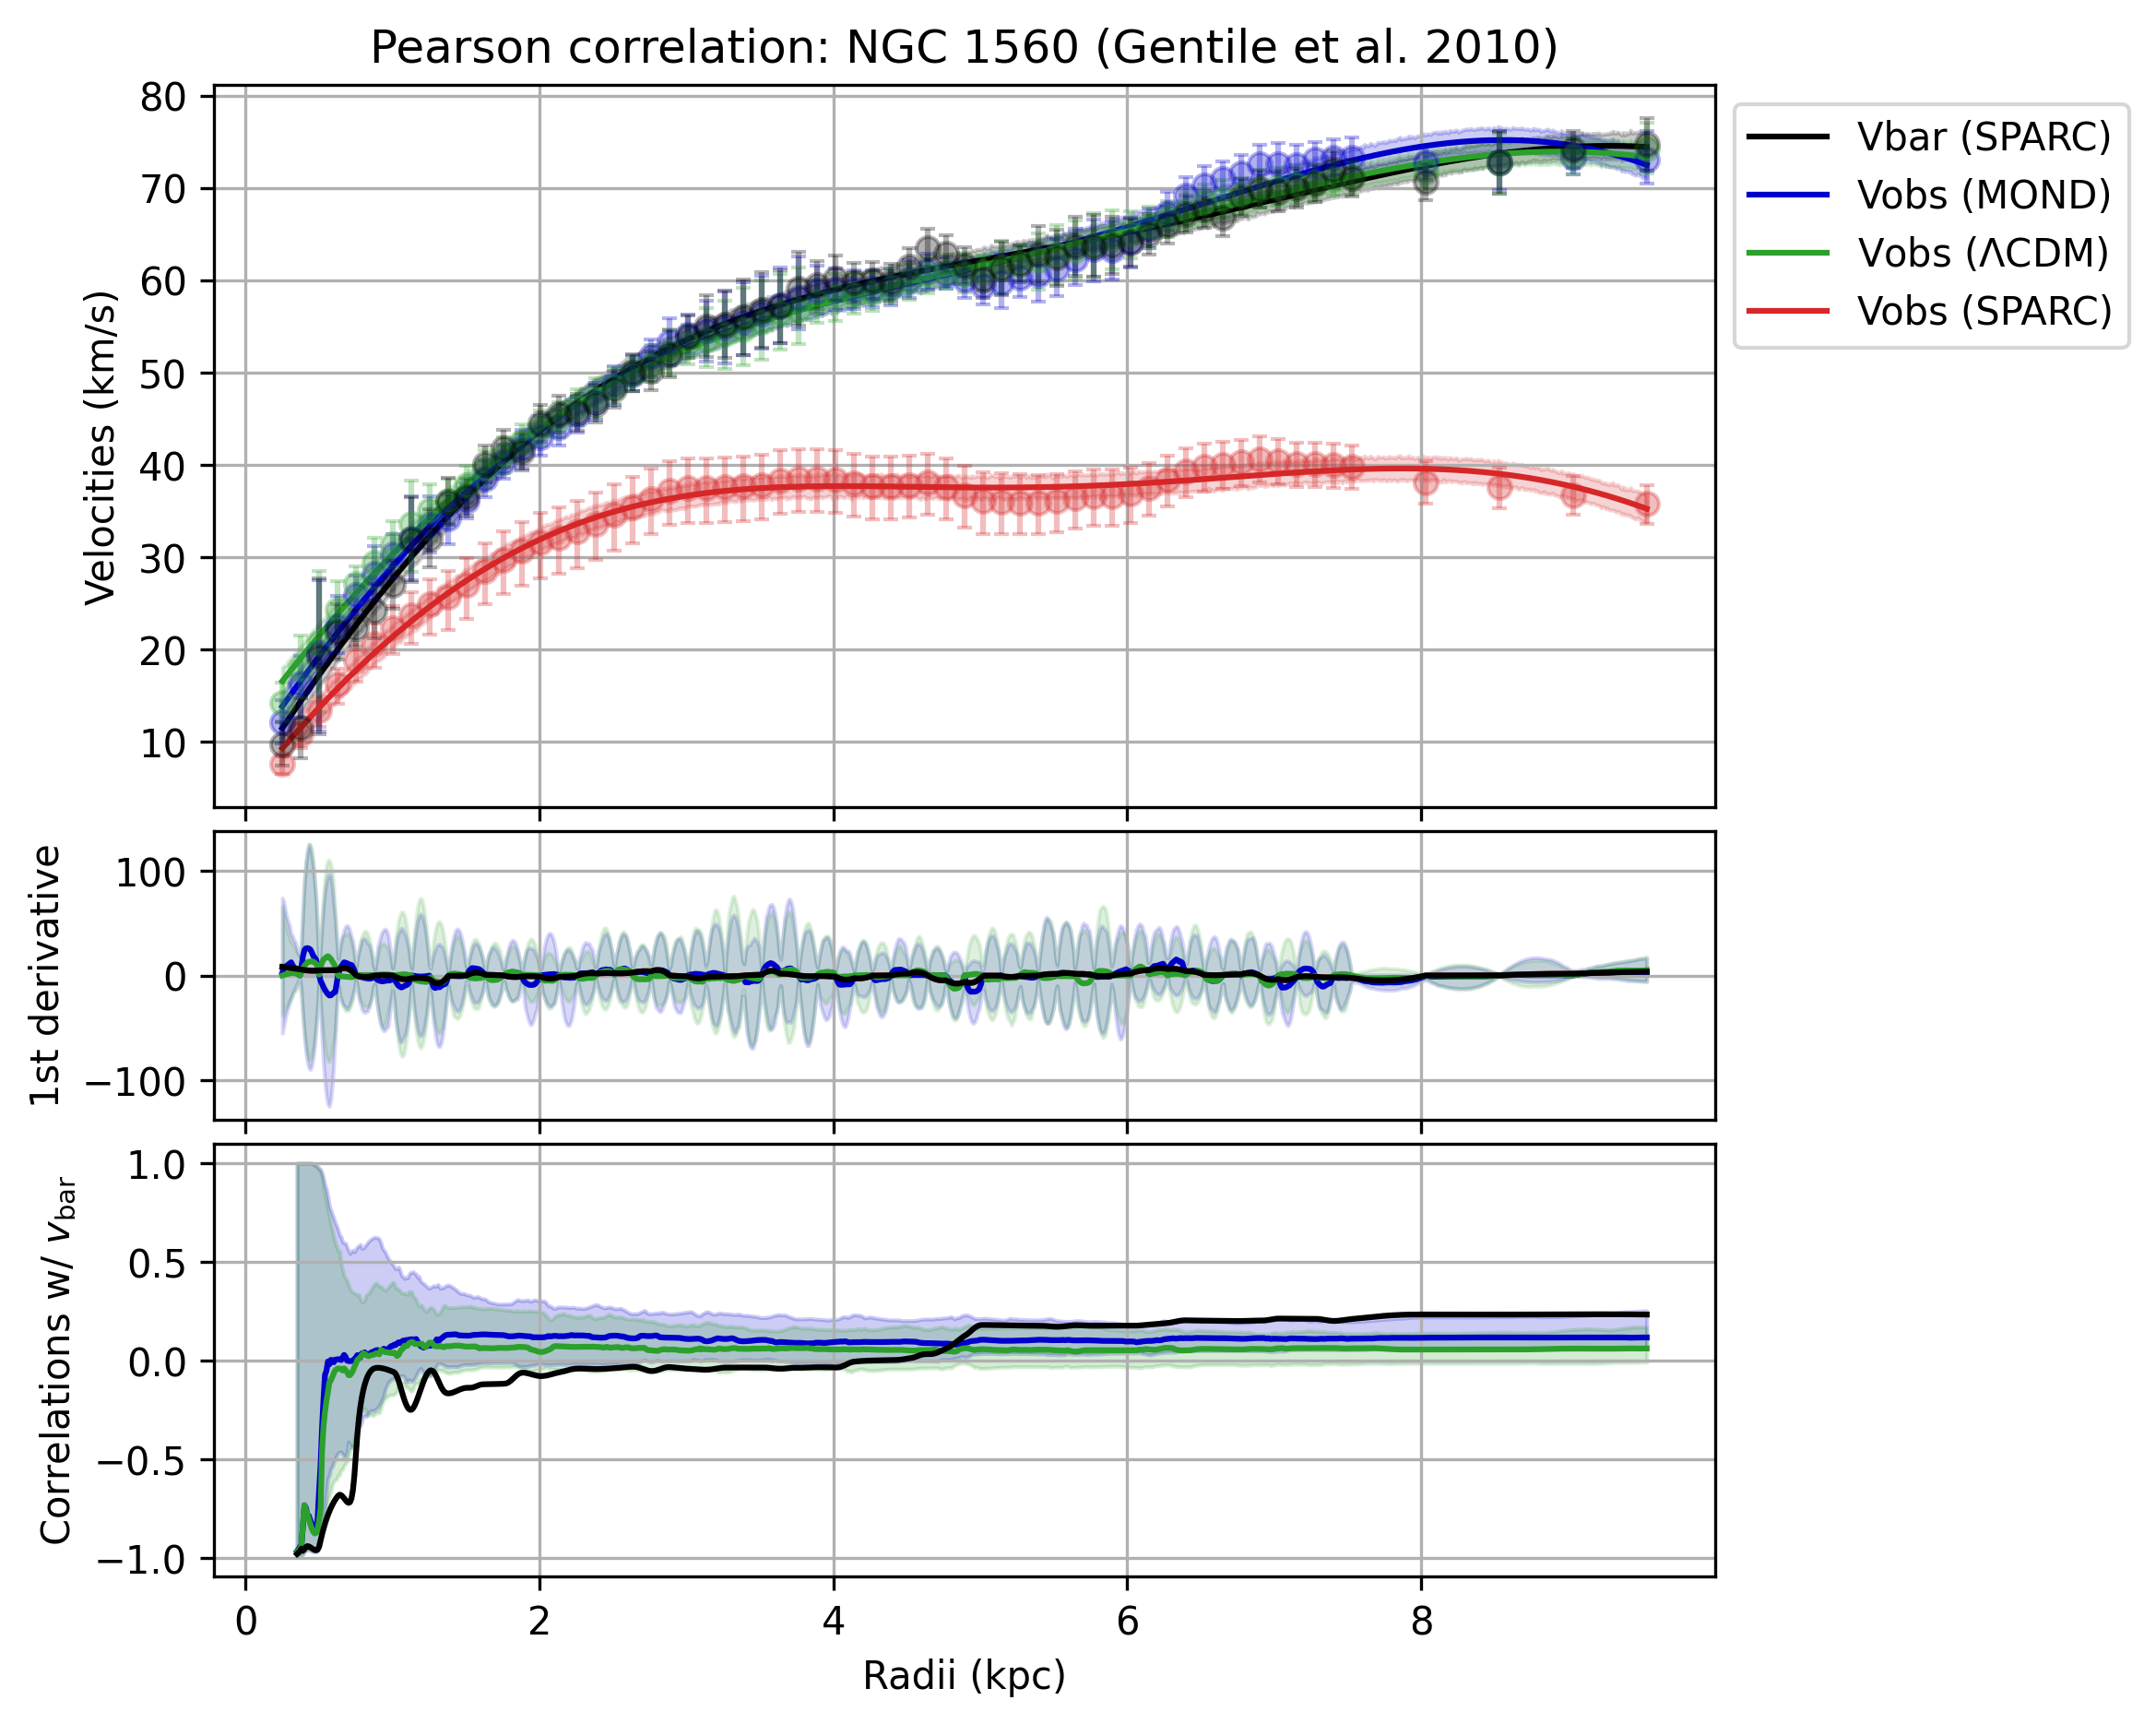 Pearson correlation: NGC 1560 (Gentile et al. 2010)
80
70
60
50
40
30
20
10
Velocities (km/s)
Vbar (SPARC)
Vobs (MOND)
Vobs (ΛCDM)
Vobs (SPARC)
100
0
−100
1st derivative
1.0
0.5
0.0
−0.5
−1.0
Correlations w/ vbar
0 2 4 6 8
Radii (kpc)